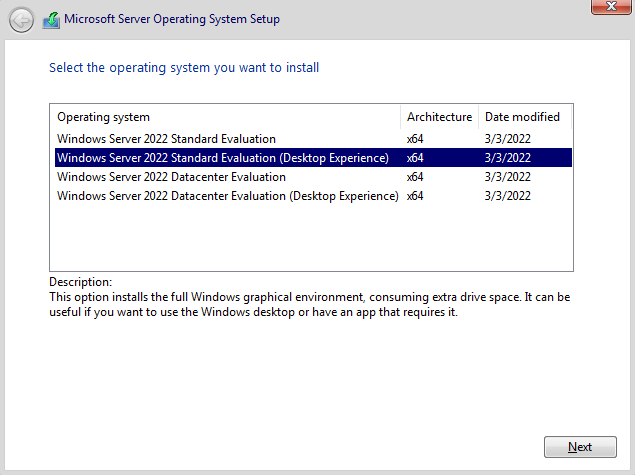 Microsoft Server Operating System Setup
Select the operating system you want to install
Operating system Architecture Date modified
Windows Server 2022 Standard Evaluation x64 3/3/2022
Windows Server 2022 Standard Evaluation (Desktop Experience) x64 3/3/2022
Windows Server 2022 Datacenter Evaluation x64 3/3/2022
Windows Server 2022 Datacenter Evaluation (Desktop Experience) x64 3/3/2022
Description:
This option installs the full Windows graphical environment, consuming extra drive space. It can be
useful if you want to use the Windows desktop or have an app that requires it.
Next